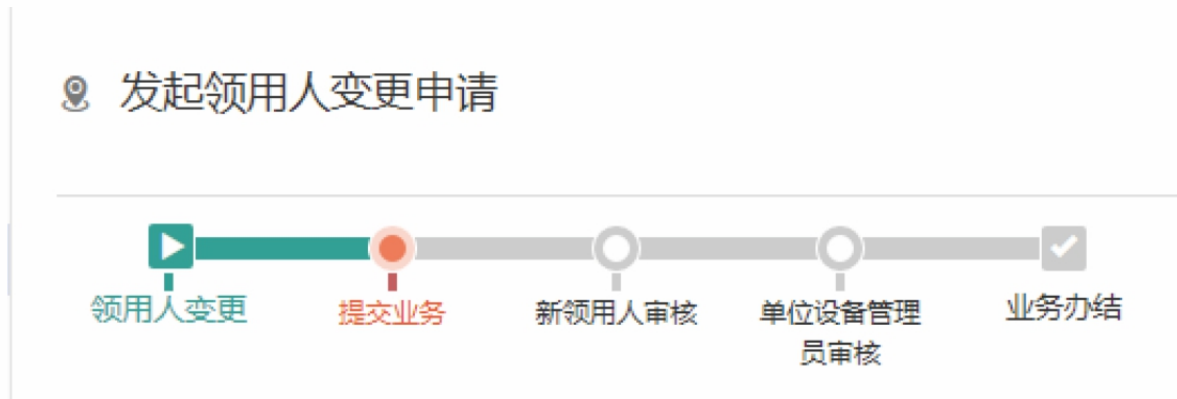 发起领用人变更申请
领用人变更
提交业务
新领用人审核
单位设备管理
员审核
业务办结